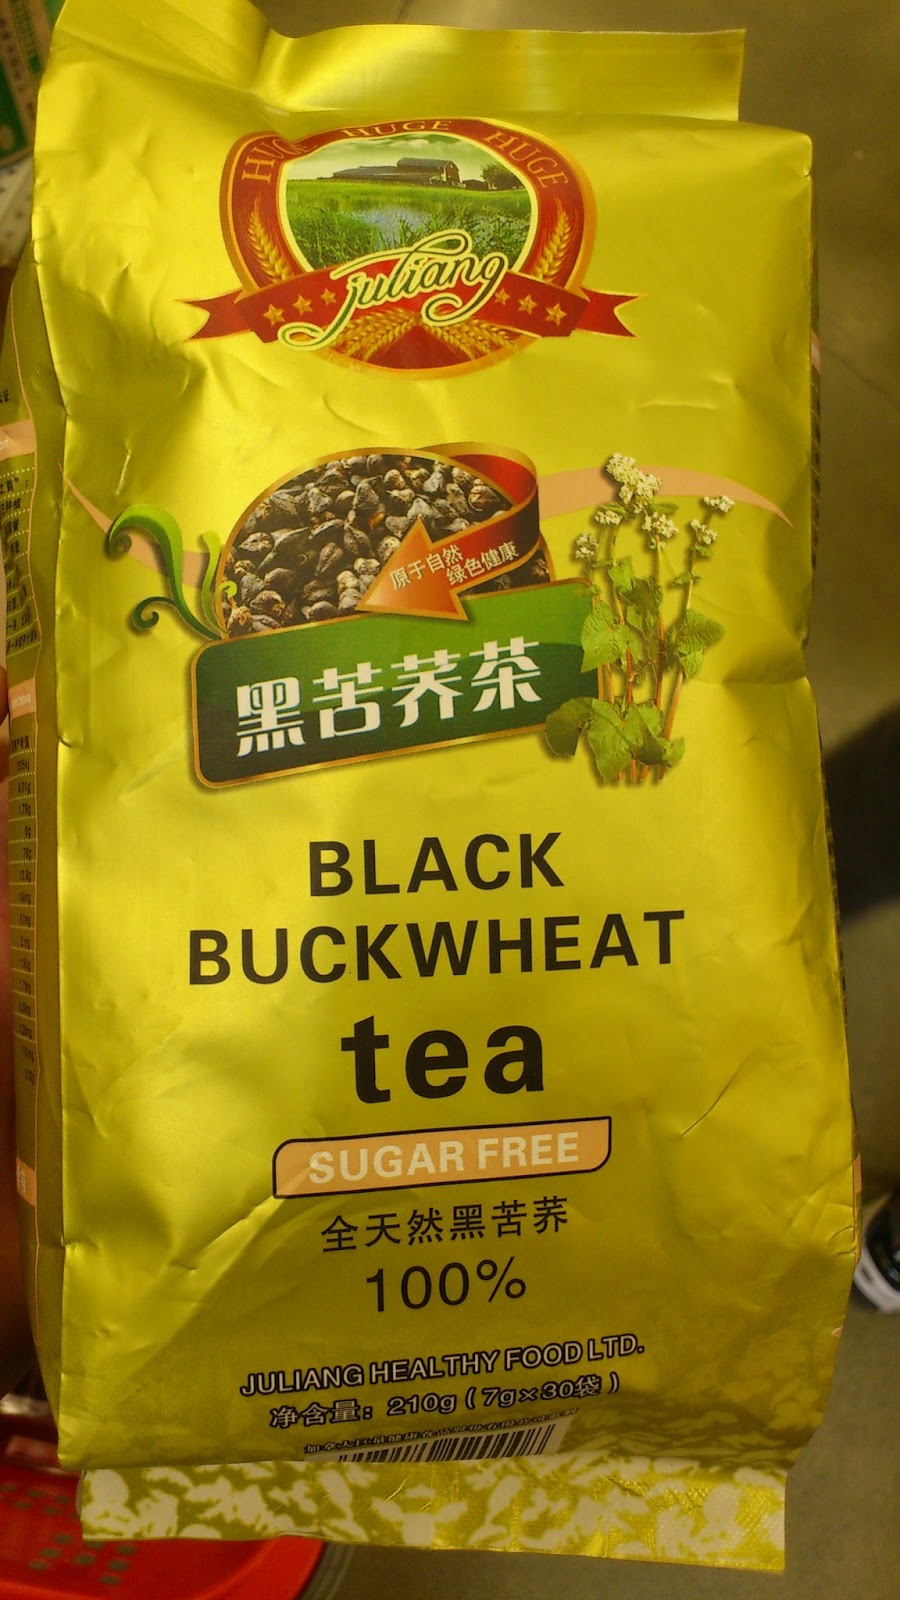 HUGE HUGE HUGE
juliang
原于自然
绿色健康
黑苦荞茶
BLACK
BUCKWHEAT
tea
SUGAR FREE
全天然黑苦荞
100%
JULIANG HEALTHY FOOD LTD.
净含量：210g（7g×30袋）